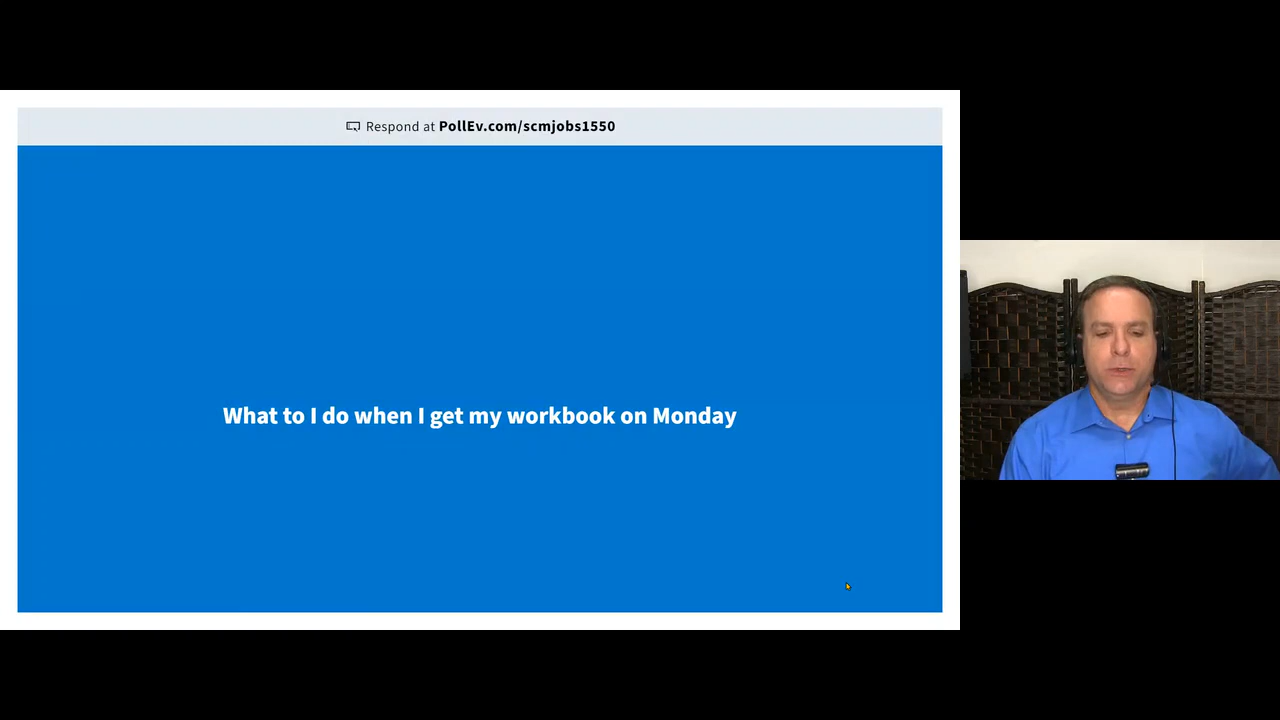 Respond at PollEv.com/scmjobs1550
What to I do when I get my workbook on Monday